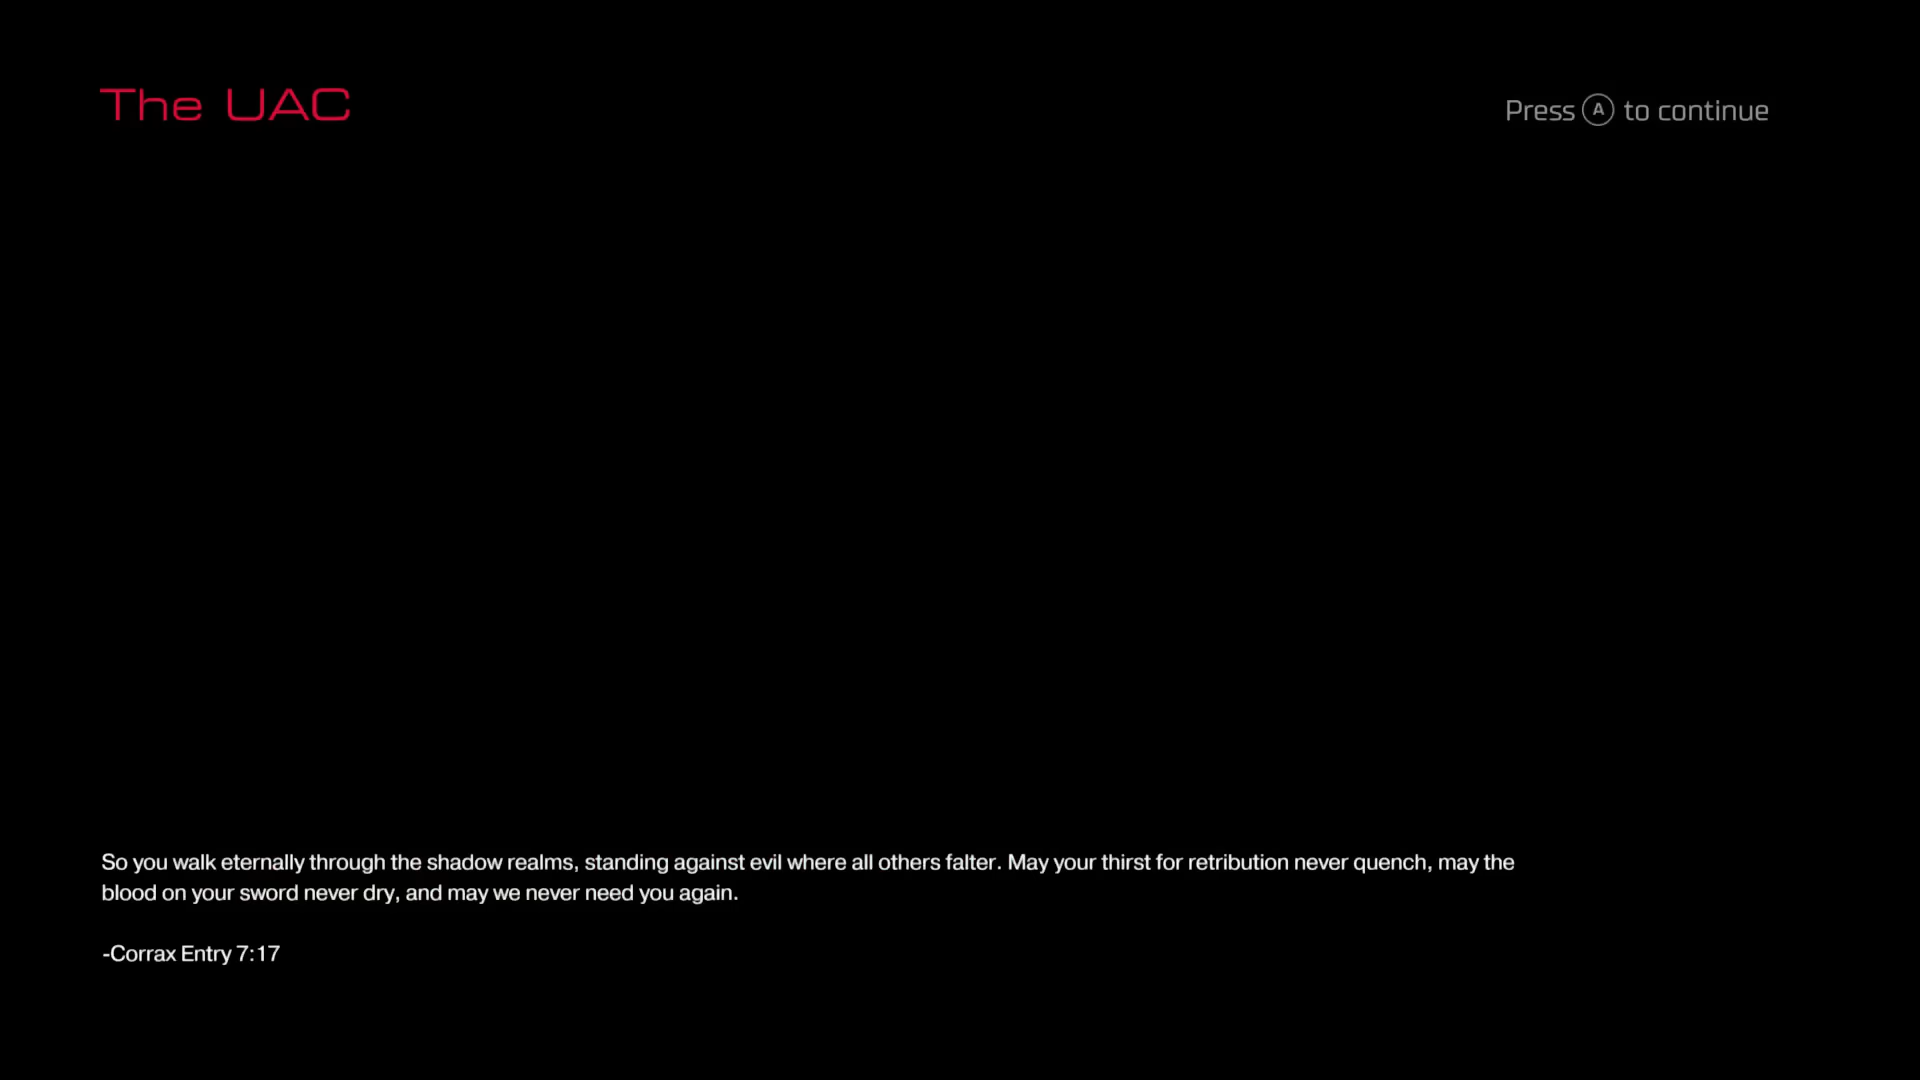 The UAC
Press A to continue
So you walk eternally through the shadow realms, standing against evil where all others falter. May your thirst for retribution never quench, may the
blood on your sword never dry, and may we never need you again.
-Corrax Entry 7:17